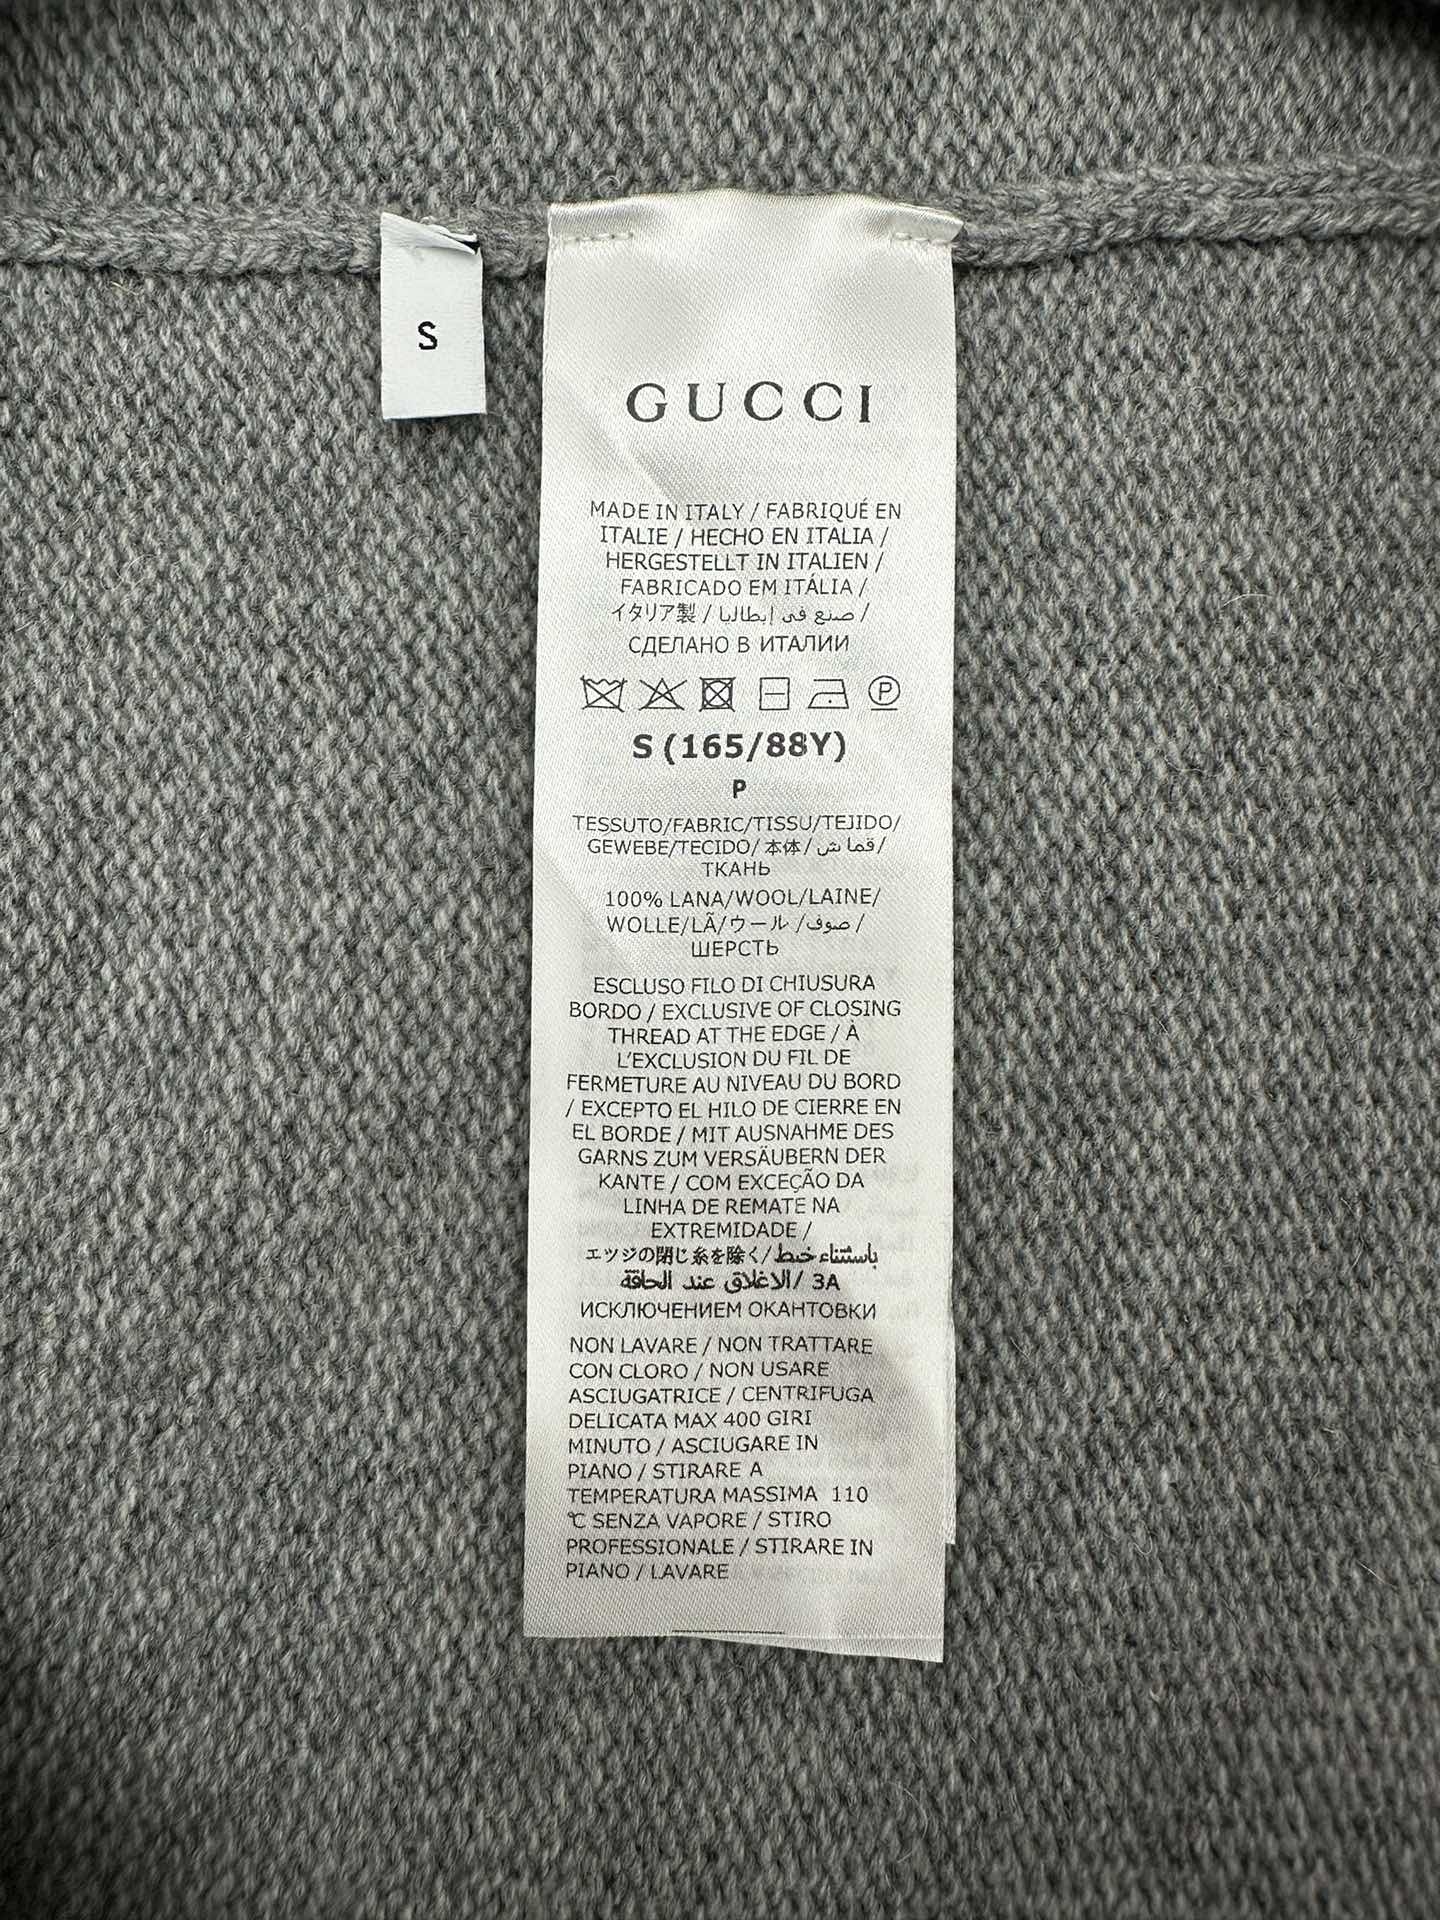 S
GUCCI
MADE IN ITALY / FABRIQUÉ EN
ITALIE / HECHO EN ITALIA /
HERGESTELLT IN ITALIEN /
FABRICADO EM ITÁLIA /
イタリア製 / صنع في إيطاليا /
СДЕЛАНО В ИТАЛИИ
P
S (165/88Y)
P
TESSUTO/FABRIC/TISSU/TEJIDO/
GEWEBE/TECIDO/本体/قماش/
ТКАНЬ
100% LANA/WOOL/LAINE/
WOLLE/LÃ/ウール/صوف/
ШЕРСТЬ
ESCLUSO FILO DI CHIUSURA
BORDO / EXCLUSIVE OF CLOSING
THREAD AT THE EDGE / À
L'EXCLUSION DU FIL DE
FERMETURE AU NIVEAU DU BORD
/ EXCEPTO EL HILO DE CIERRE EN
EL BORDE / MIT AUSNAHME DES
GARNS ZUM VERSÄUBERN DER
KANTE / COM EXCEÇÃO DA
LINHA DE REMATE NA
EXTREMIDADE /
エッジの閉じ糸を除く/باستثناء خيط
الإغلاق عند الحافة/ ЗА
ИСКЛЮЧЕНИЕМ ОКАНТОВКИ
NON LAVARE / NON TRATTARE
CON CLORO / NON USARE
ASCIUGATRICE / CENTRIFUGA
DELICATA MAX 400 GIRI
MINUTO / ASCIUGARE IN
PIANO / STIRARE A
TEMPERATURA MASSIMA 110
°C SENZA VAPORE / STIRO
PROFESSIONALE / STIRARE IN
PIANO / LAVARE